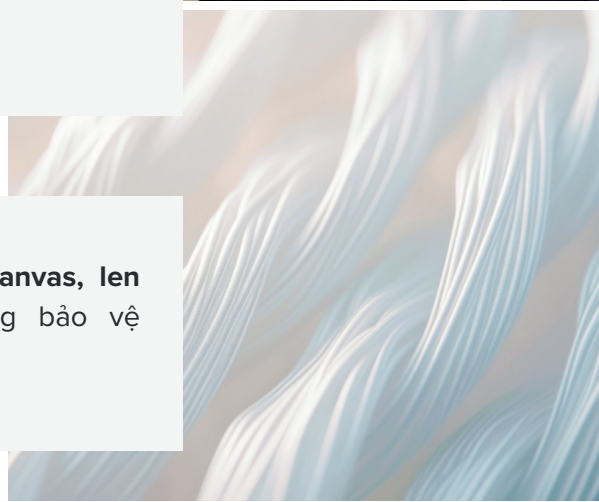 anvas, len
g bảo vệ